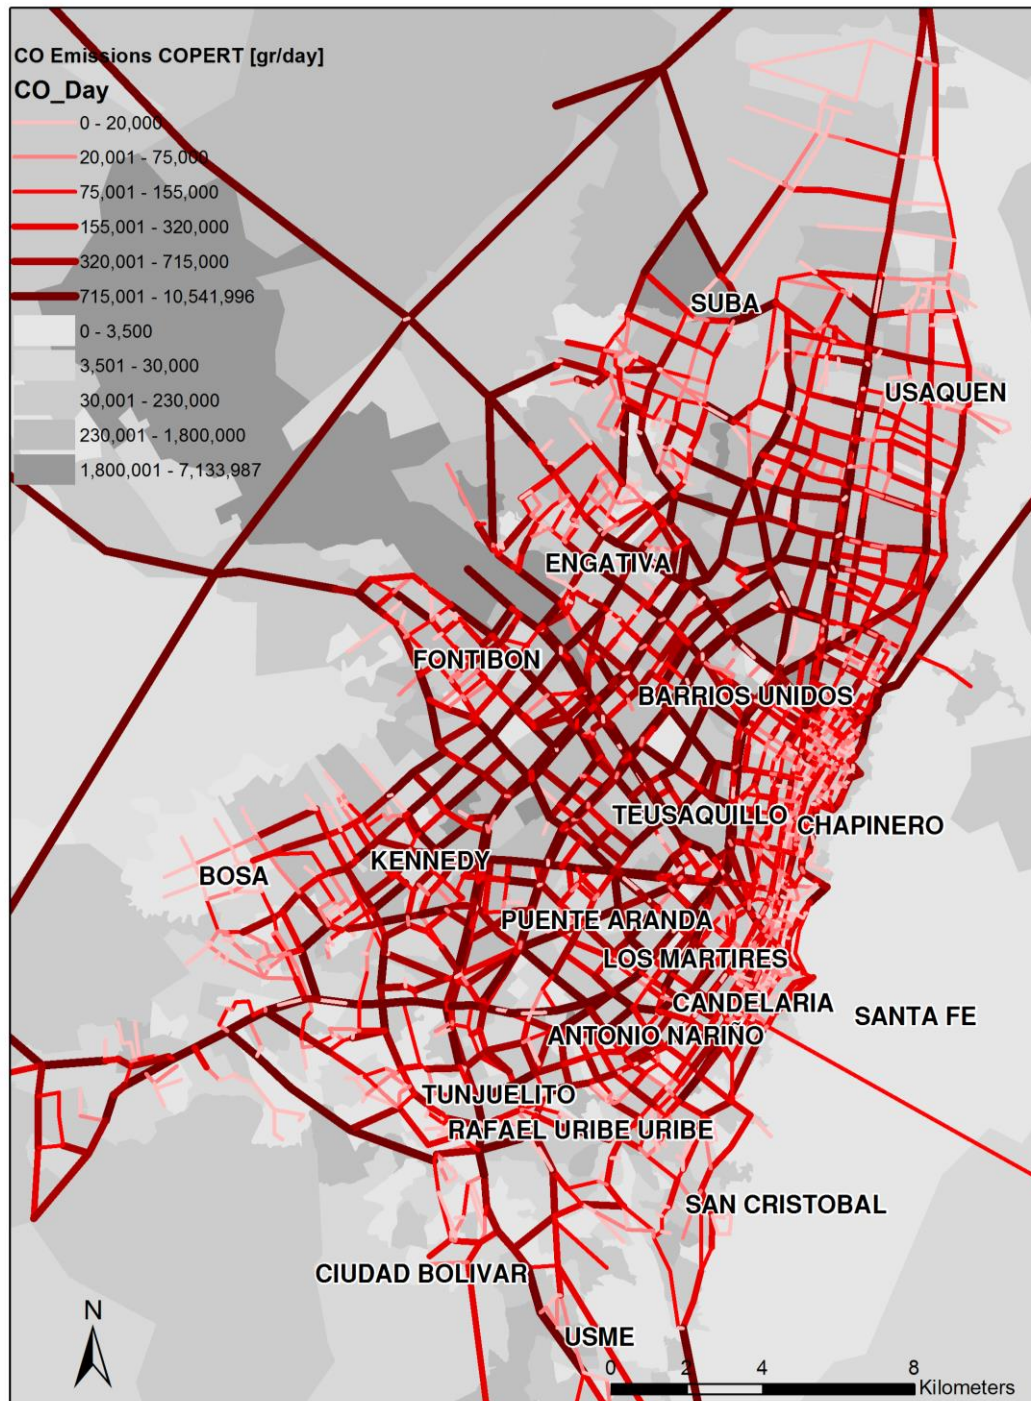 CO Emissions COPERT [gr/day]
CO_Day
0 - 20,000
20,001 - 75,000
75,001 - 155,000
155,001 - 320,000
320,001 - 715,000
715,001 - 10,541,996
0 - 3,500
3,501 - 30,000
30,001 - 230,000
230,001 - 1,800,000
1,800,001 - 7,133,987
SUBA
USAQUEN
ENGATIVA
FONTIBON
BARRIOS UNIDOS
TEUSAQUILLO
CHAPINERO
KENNEDY
BOSA
PUENTE ARANDA
LOS MARTIRES
CANDELARIA
SANTA FE
ANTONIO NARIÑO
TUNJUELITO
RAFAEL URIBE URIBE
SAN CRISTOBAL
CIUDAD BOLIVAR
USME
N
0 2 4 8
Kilometers